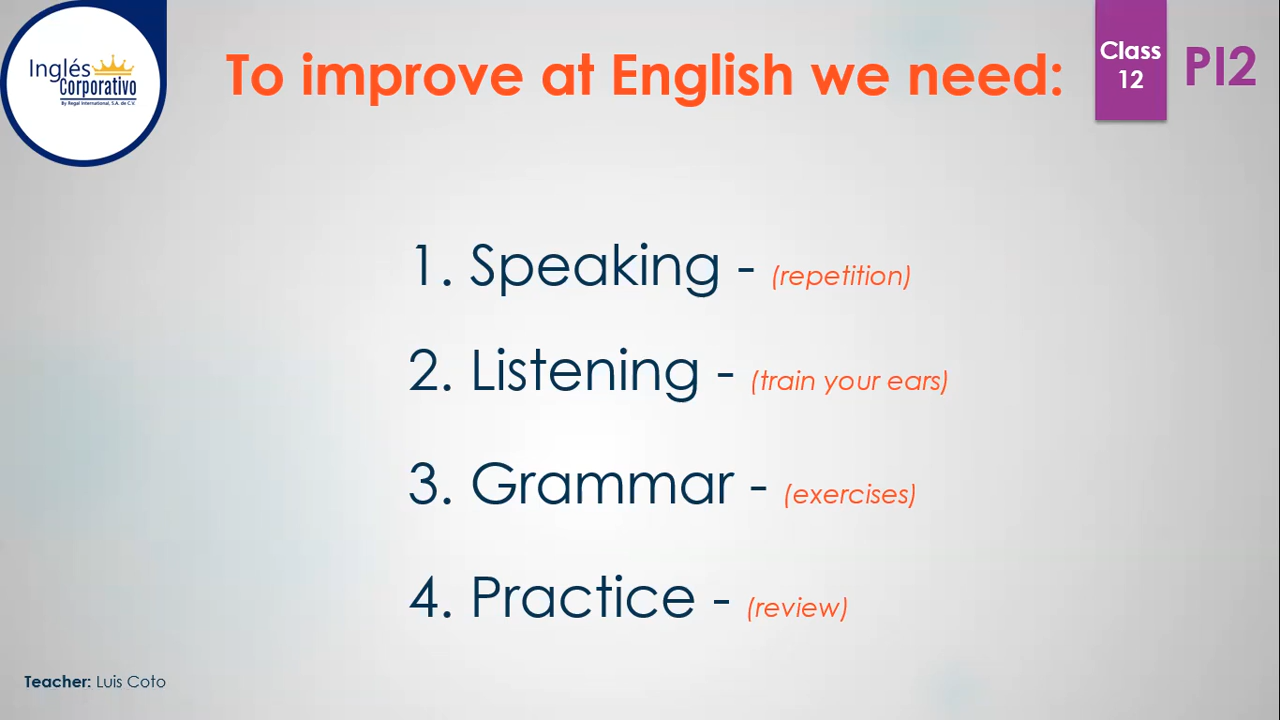 Inglés
Corporativo
By Regal International, S.A. de C.V.
To improve at English we need:
Class
12
PI2
1. Speaking - (repetition)
2. Listening - (train your ears)
3. Grammar - (exercises)
4. Practice - (review)
Teacher: Luis Coto